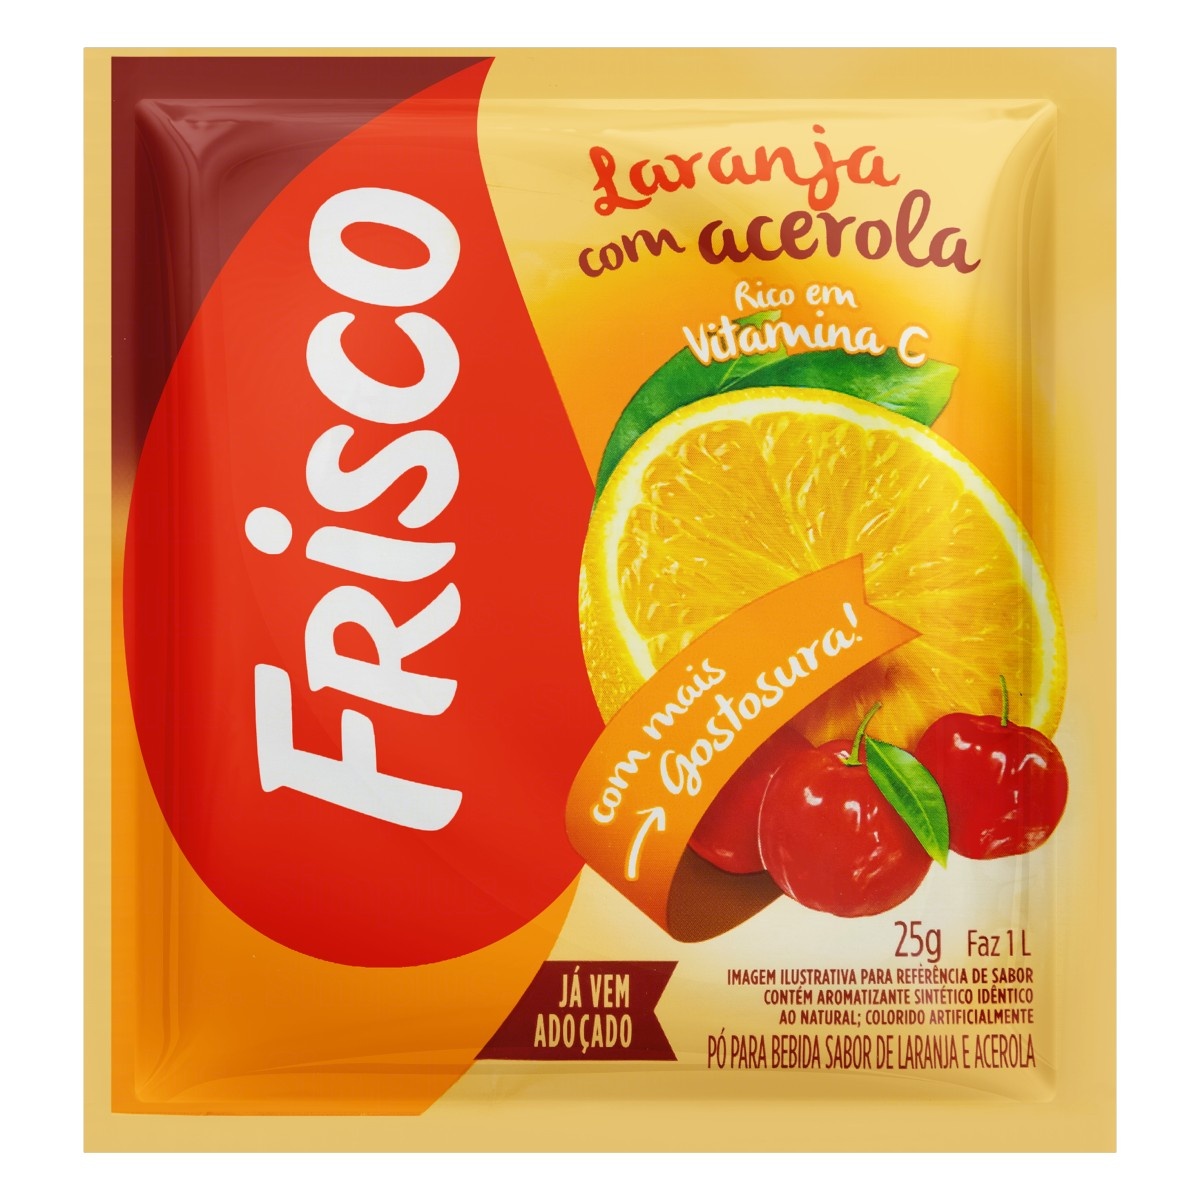 FRISCO
Laranja
com acerola
Rico em
Vitamina C
com mais
Gostosura!
25g Faz 1 L
IMAGEM ILUSTRATIVA PARA REFERÊNCIA DE SABOR
CONTÉM AROMATIZANTE SINTÉTICO IDÊNTICO
AO NATURAL; COLORIDO ARTIFICIALMENTE
JÁ VEM
ADOÇADO
PÓ PARA BEBIDA SABOR DE LARANJA E ACEROLA